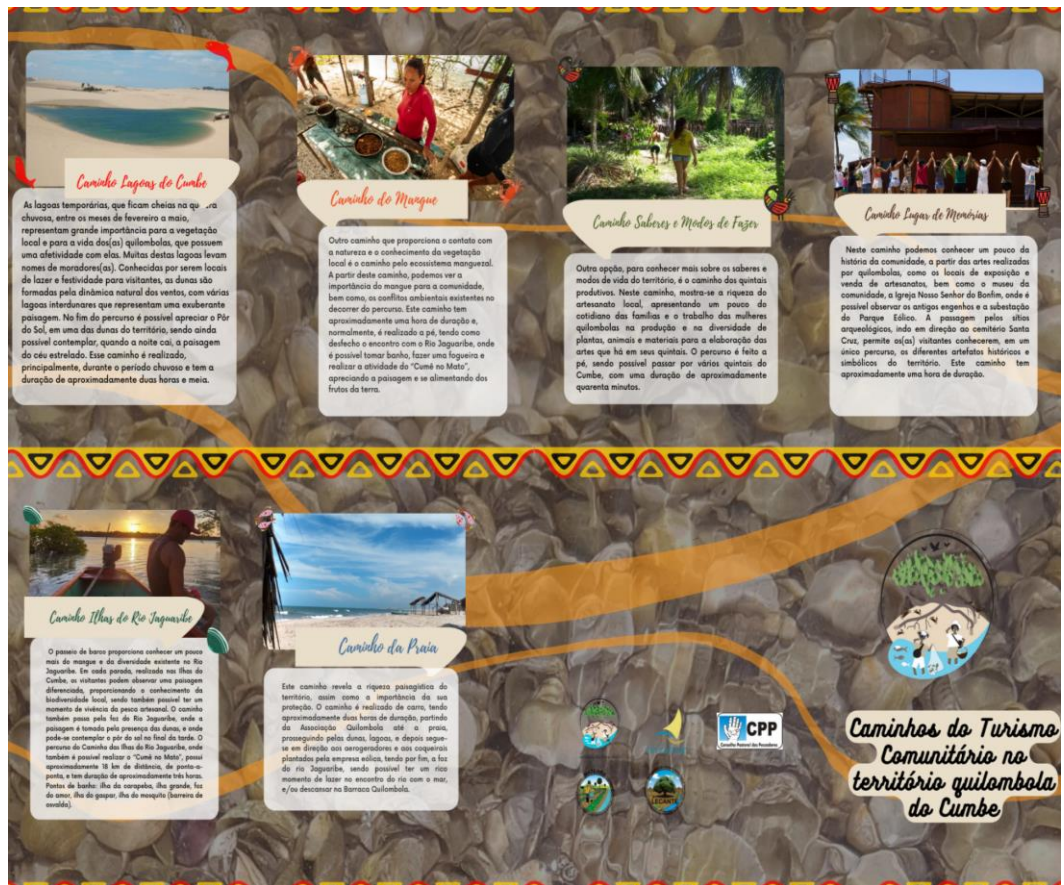 Caminho Lagoas do Cumbe
As lagoas temporárias, que ficam cheias na
chuvosa, entre os meses de fevereiro a maio,
representam grande importância para a vegetação
local e para a vida dos(as) quilombolas, que possuem
uma afetividade com elas. Muitas destas lagoas levam
nomes de moradores(as). Conhecidas por serem locais
de lazer e festividade para visitantes, as dunas são
formadas pela dinâmica natural dos ventos, com várias
lagoas interdunares que representam uma exuberante
paisagem. No fim do percurso é possível apreciar o Pôr
do Sol, em uma das dunas do território, sendo ainda
possível contemplar, quando a noite cai, a paisagem
do céu estrelado. Esse caminho é realizado,
principalmente, durante o período chuvoso e tem a
duração de aproximadamente duas horas e meia.
Caminho do Mangue
Outro caminho que proporciona o contato com
a natureza e o conhecimento da vegetação
local é o caminho pelo ecossistema manguezal.
A partir deste caminho, podemos ver a
importância do mangue para a comunidade,
bem como, os conflitos ambientais existentes no
decorrer do percurso. Este caminho tem
aproximadamente uma hora de duração e,
normalmente, é realizado a pé, tendo como
desfecho o encontro com o Rio Jaguaribe, onde
é possível tomar banho, fazer uma fogueira e
realizar a atividade do "Cumê no Mato",
apreciando a paisagem e se alimentando dos
frutos da terra.
Caminho Saberes e Modos de Fazer
Outra opção, para conhecer mais sobre os saberes e
modos de vida do território, é o caminho dos quintais
produtivos. Neste caminho, mostra-se a riqueza do
artesanato local, apresentando um pouco do
cotidiano das famílias e o trabalho das mulheres
quilombolas na produção e na diversidade de
plantas, animais e materiais para a elaboração das
artes que há em seus quintais. O percurso é feito a
pé, sendo possível passar por vários quintais do
Cumbe, com uma duração de aproximadamente
quarenta minutos.
Caminho Lugar de Memórias
Neste caminho podemos conhecer um pouco da
história da comunidade, a partir das artes realizadas
por quilombolas, como os locais de exposição e
venda de artesanatos, bem como o museu da
comunidade, a Igreja Nosso Senhor do Bonfim, onde é
possível observar os antigos engenhos e a subestação
do Parque Eólico. A passagem pelos sítios
arqueológicos, indo em direção ao cemitério Santa
Cruz, permite os(as) visitantes conhecerem, em um
único percurso, os diferentes artefatos históricos e
simbólicos do território. Este caminho tem
aproximadamente uma hora de duração.
Caminho Ilhas do Rio Jaguaribe
O passeio de barco proporciona conhecer um pouco
mais do mangue e da diversidade existente no Rio
Jaguaribe. Em cada parada, realizada nas Ilhas do
Cumbe, os visitantes podem observar uma paisagem
diferenciada, proporcionando o conhecimento da
biodiversidade local, sendo também possível ter um
momento de vivência da pesca artesanal. O caminho
também passa pela foz do Rio Jaguaribe, onde a
paisagem é tomada pela presença das dunas, e onde
pode-se contemplar o pôr do sol no final da tarde. O
percurso do Caminho das Ilhas do Rio Jaguaribe, onde
também é possível realizar o "Cumê no Mato", possui
aproximadamente 18 km de distância, de ponta-a-
ponta, e tem duração de aproximadamente três horas.
Pontos de banho: ilha da carapeba, ilha grande, foz
do amor, ilha do gaspar, ilha do mosquito (barreira de
osvaldo).
Caminho da Praia
Este caminho revela a riqueza paisagística do
território, assim como a importância da sua
proteção. O caminho é realizado de carro, tendo
aproximadamente duas horas de duração, partindo
da Associação Quilombola até a praia,
prosseguindo pelas dunas, lagoas, e depois segue-
se em direção aos aerogeradores e aos coqueirais
plantados pela empresa eólica, tendo por fim, a foz
do rio Jaguaribe, sendo possível ter um rico
momento de lazer no encontro do rio com o mar,
e/ou descansar na Barraca Quilombola.
CPP
Conselho Pastoral dos Pescadores
LECANTE
Caminhos do Turismo
Comunitário no
território quilombola
do Cumbe